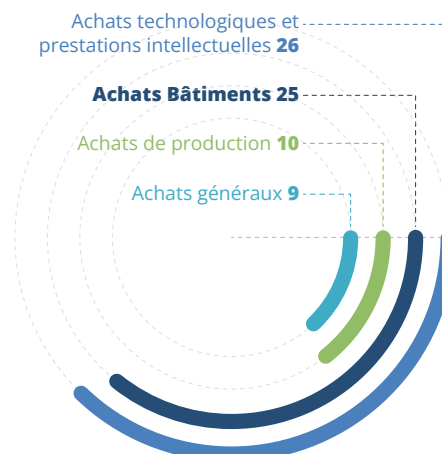 Achats technologiques et
prestations intellectuelles 26
Achats Bâtiments 25
Achats de production 10
Achats généraux 9